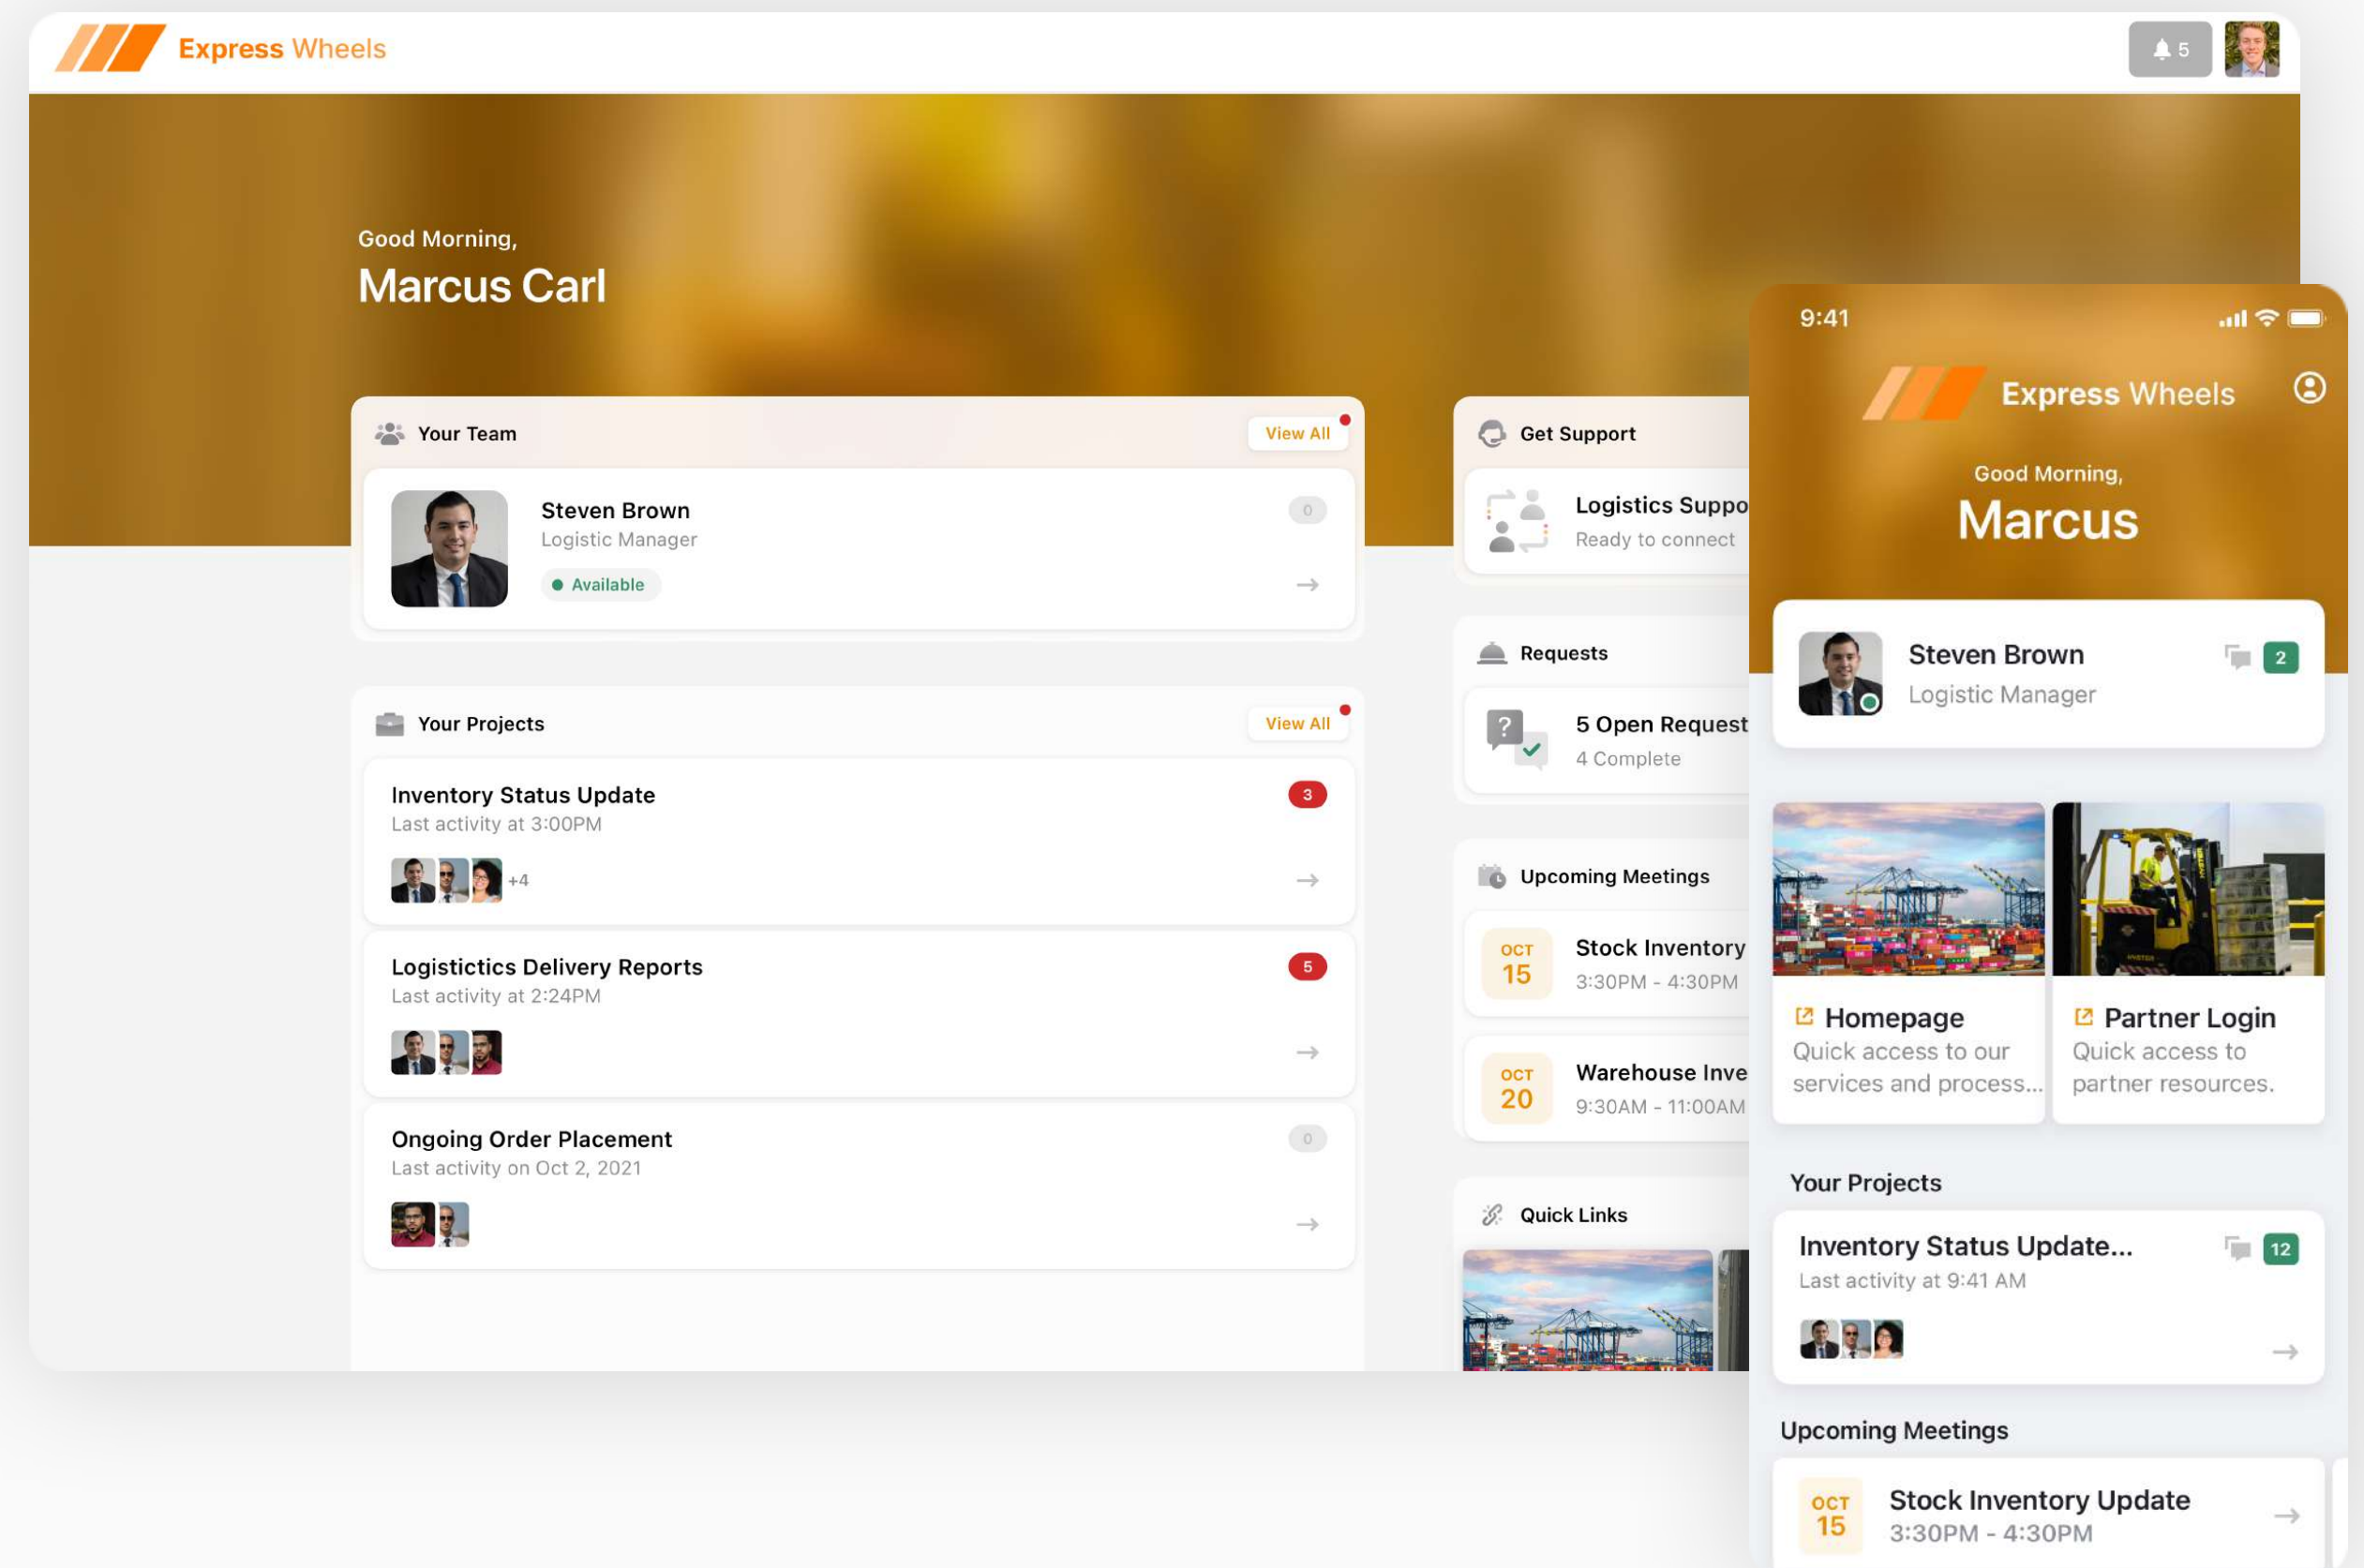 Express Wheels
5
Good Morning,
Marcus Carl
Your Team
View All
Steven Brown
Logistic Manager
Available
0
Your Projects
View All
Inventory Status Update
Last activity at 3:00PM
3
+4
Logistictics Delivery Reports
Last activity at 2:24PM
5
Ongoing Order Placement
Last activity on Oct 2, 2021
0
Get Support
Logistics Suppo
Ready to connect
Requests
?
5 Open Request
4 Complete
Upcoming Meetings
OCT
15
Stock Inventory
3:30PM - 4:30PM
OCT
20
Warehouse Inve
9:30AM - 11:00AM
Quick Links
9:41
Express Wheels
Good Morning,
Marcus
Steven Brown
Logistic Manager
2
HYSTER
HYSTER
Homepage
Quick access to our
services and process...
Partner Login
Quick access to
partner resources.
Your Projects
Inventory Status Update...
Last activity at 9:41 AM
12
Upcoming Meetings
OCT
15
Stock Inventory Update
3:30PM - 4:30PM